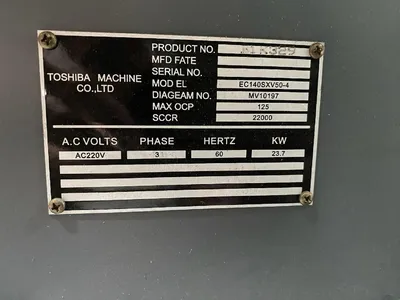 PRODUCT NO.
MFD FATE
SERIAL NO.
TOSHIBA MACHINE CO.,LTD
MOD EL EC140SXV50-4
DIAGEAM NO. MV10197
MAX OCP 125
SCCR 22000
A.C VOLTS PHASE HERTZ KW
AC220V 3 60 23.7